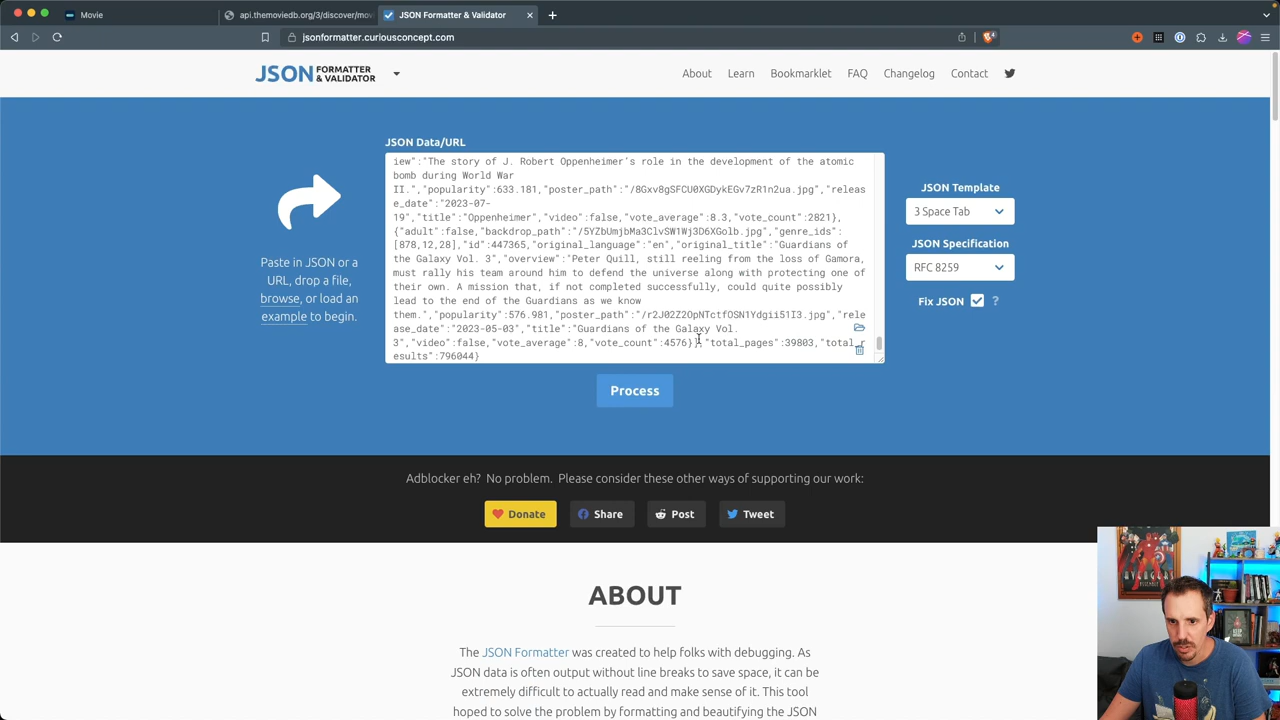 Movie
api.themoviedb.org/3/discover/mov
JSON Formatter & Validator
jsonformatter.curiousconcept.com
JSON FORMATTER & VALIDATOR
About
Learn
Bookmarklet
FAQ
Changelog
Contact
JSON Data/URL
iew":"The story of J. Robert Oppenheimer's role in the development of the atomic
bomb during World War
II.","popularity":633.181,"poster_path":"/8Gxv8gSFCU0XGDykEGv7zR1n2ua.jpg","releas
e_date":"2023-07-
19","title":"Oppenheimer","video":false,"vote_average":8.3,"vote_count":2821},
{"adult":false,"backdrop_path":"/5YZbUmjbMa3ClvSW1Wj3D6XGolb.jpg","genre_ids":
[878,12,28],"id":447365,"original_language":"en","original_title":"Guardians of
the Galaxy Vol. 3","overview":"Peter Quill, still reeling from the loss of Gamora,
must rally his team around him to defend the universe along with protecting one of
their own. A mission that, if not completed successfully, could quite possibly
lead to the end of the Guardians as we know
them.","popularity":576.981,"poster_path":"/r2J02Z2OpNTctfOSN1Ydgii51I3.jpg","rele
ase_date":"2023-05-03","title":"Guardians of the Galaxy Vol.
3","video":false,"vote_average":8,"vote_count":4576}],"total_pages":39803,"total_r
esults":796044}
Paste in JSON or a
URL, drop a file,
browse, or load an
example to begin.
JSON Template
3 Space Tab
JSON Specification
RFC 8259
Fix JSON
?
Process
Adblocker eh? No problem. Please consider these other ways of supporting our work:
Donate
Share
Post
Tweet
ABOUT
The JSON Formatter was created to help folks with debugging. As
JSON data is often output without line breaks to save space, it can be
extremely difficult to actually read and make sense of it. This tool
hoped to solve the problem by formatting and beautifying the JSON